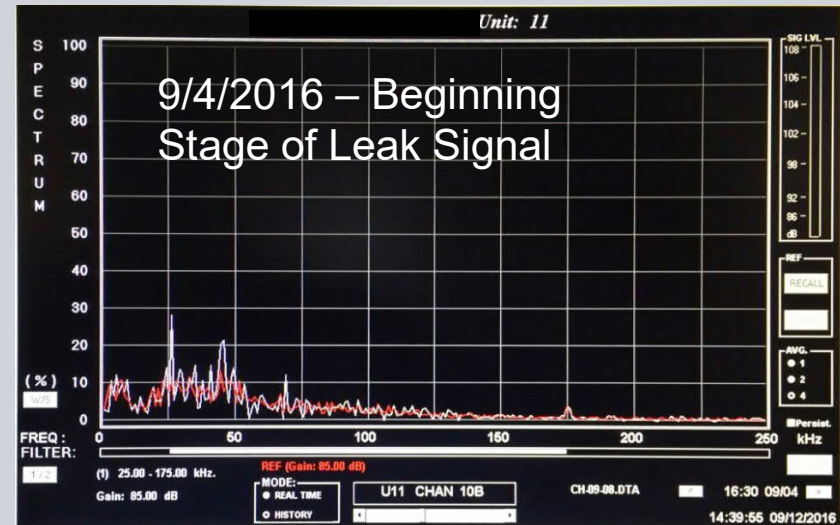 Unit: 11
9/4/2016 – Beginning
Stage of Leak Signal
SPECTRUM
(%)
W/S
100
90
80
70
60
50
40
30
20
10
0
SIG LVL
108
106
104
102
98
92
86
dB
REF
RECALL
AVG.
1
2
4
Persist.
kHz
FREQ:
0
50
100
150
200
250
FILTER:
1/2
(1) 25.00 - 175.00 kHz.
Gain: 85.00 dB
REF (Gain: 85.00 dB)
MODE:
REAL TIME
HISTORY
U11 CHAN 10B
CH-09-08.DTA
<
16:30 09/04
>
14:39:55 09/12/2016